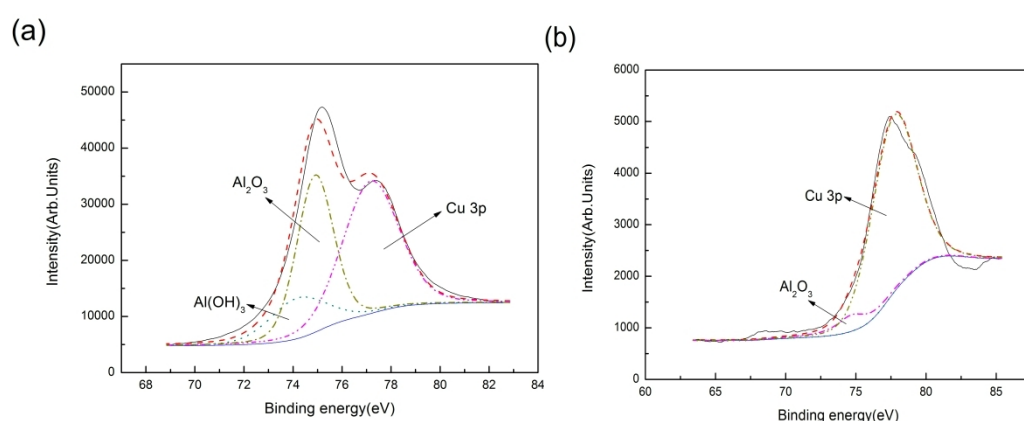 (a)
50000
40000
30000
20000
10000
0
Intensity(Arb.Units)
Al₂O₃
Cu 3p
Al(OH)₃
68 70 72 74 76 78 80 82 84
Binding energy(eV)
(b)
6000
5000
4000
3000
2000
1000
0
Intensity(Arb.Units)
Cu 3p
Al₂O₃
60 65 70 75 80 85
Binding energy(eV)